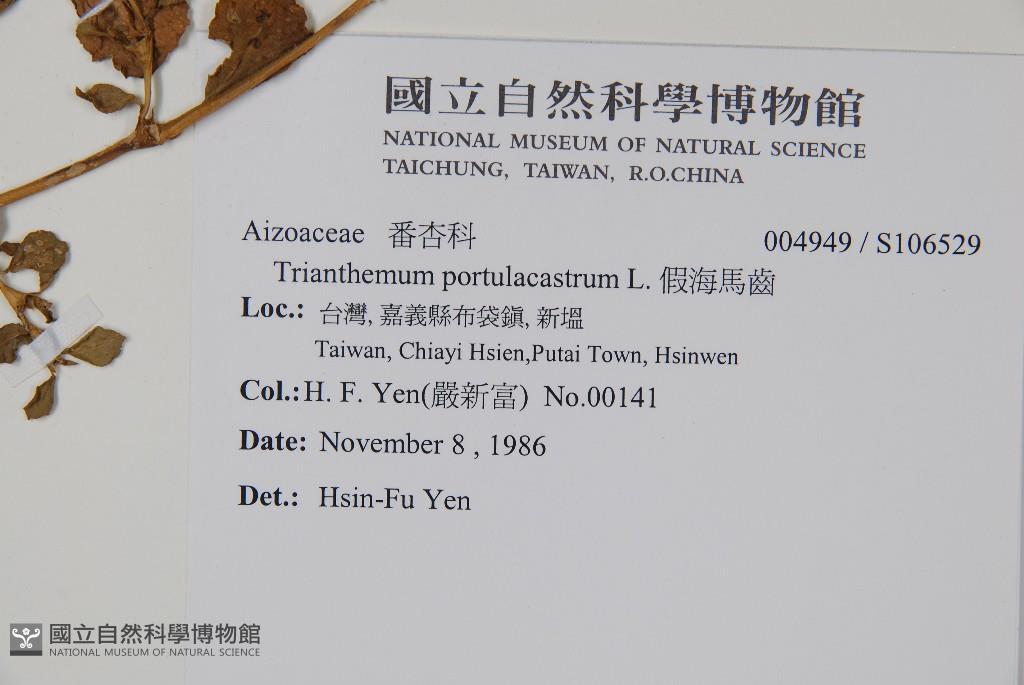 國立自然科學博物館
NATIONAL MUSEUM OF NATURAL SCIENCE
TAICHUNG, TAIWAN, R.O.CHINA
Aizoaceae 番杏科 004949 / S106529
Trianthemum portulacastrum L. 假海馬齒
Loc.: 台灣, 嘉義縣布袋鎮, 新塭
Taiwan, Chiayi Hsien,Putai Town, Hsinwen
Col.: H. F. Yen(嚴新富) No.00141
Date: November 8 , 1986
Det.: Hsin-Fu Yen
國立自然科學博物館
NATIONAL MUSEUM OF NATURAL SCIENCE